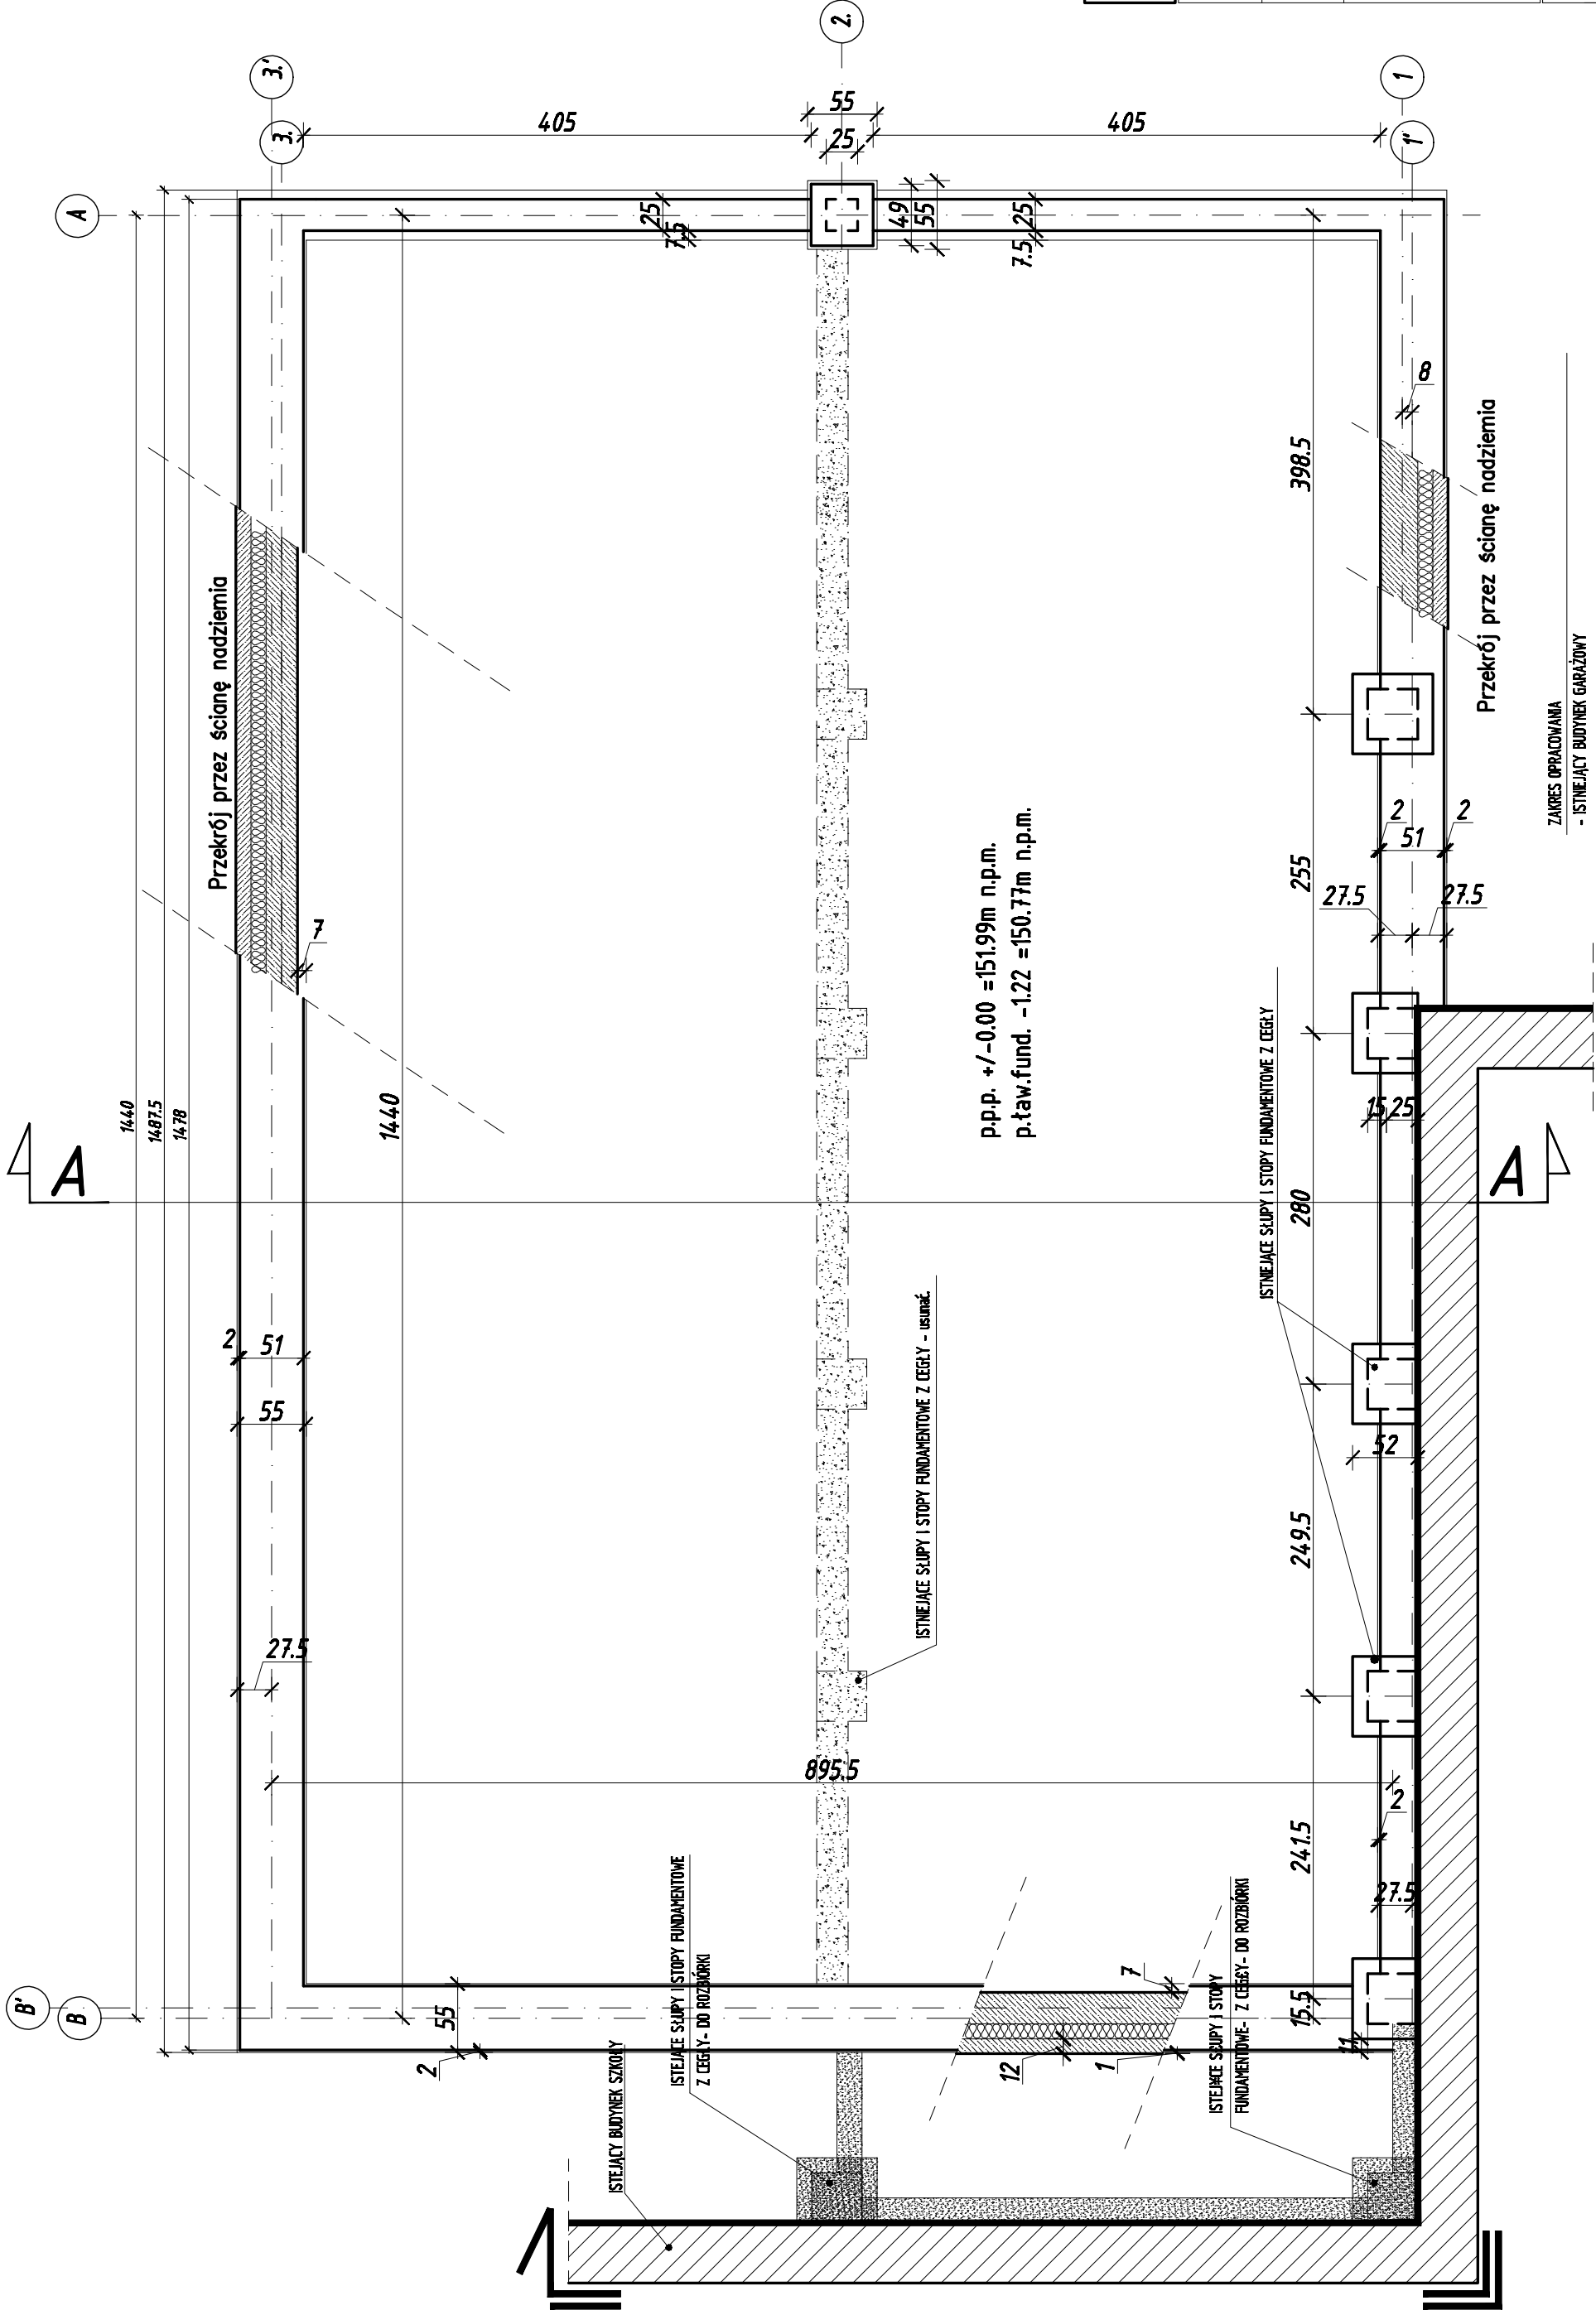 2.
3.'
1
3.
1'
A
55
405
405
25
25
7.5
49
55
25
7.5
8
398.5
Przekrój przez ścianę nadziemia
Przekrój przez ścianę nadziemia
ZAKRES OPRACOWANIA
- ISTNIEJĄCY BUDYNEK GARAŻOWY
7
2
51
2
255
27.5
27.5
p.p.p. +/-0.00 =151.99m n.p.m.
p.ław.fund. -1.22 =150.77m n.p.m.
1440
1487.5
1478
1440
15
25
ISTNIEJĄCE SŁUPY I STOPY FUNDAMENTOWE Z CEGŁY
A
A
280
2
51
55
52
ISTNIEJĄCE SŁUPY I STOPY FUNDAMENTOWE Z CEGŁY - usunać.
249.5
27.5
895.5
2
241.5
27.5
ISTEJĄCE SŁUPY I STOPY FUNDAMENTOWE
Z CEGŁY- DO ROZBIÓRKI
7
15.5
B'
B
55
2
12
1
11
ISTEJĄCE SŁUPY I STOPY
FUNDAMENTOWE- Z CEGŁY- DO ROZBIÓRKI
ISTEJĄCY BUDYNEK SZKOŁY